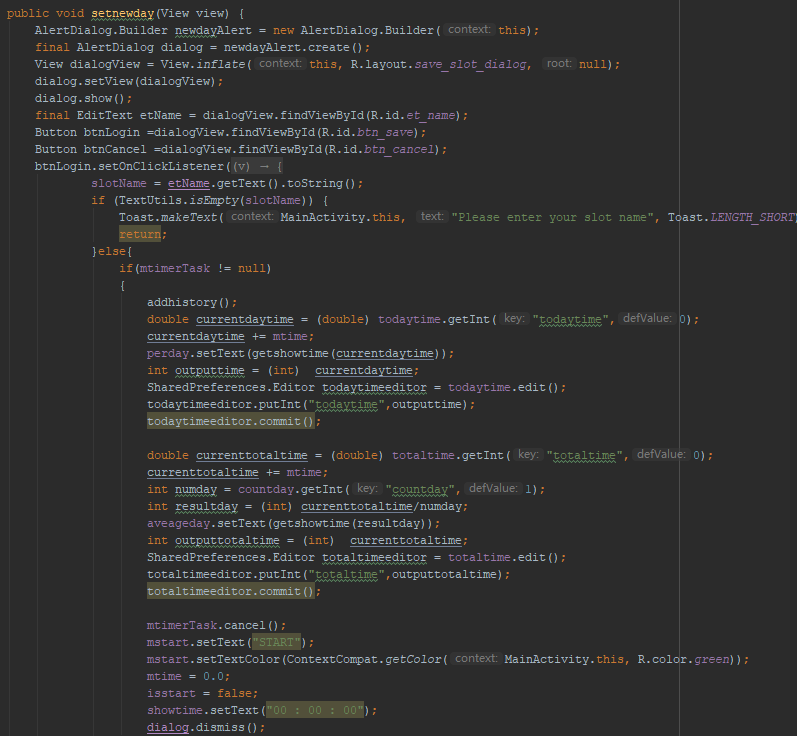 public void setnewday(View view) {
AlertDialog.Builder newdayAlert = new AlertDialog.Builder( context: this);
final AlertDialog dialog = newdayAlert.create();
View dialogView = View.inflate( context: this, R.layout.save_slot_dialog, root: null);
dialog.setView(dialogView);
dialog.show();
final EditText etName = dialogView.findViewById(R.id.et_name);
Button btnLogin =dialogView.findViewById(R.id.btn_save);
Button btnCancel =dialogView.findViewById(R.id.btn_cancel);
btnLogin.setOnClickListener((v) → {
slotName = etName.getText().toString();
if (TextUtils.isEmpty(slotName)) {
Toast.makeText( context: MainActivity.this, text: "Please enter your slot name", Toast.LENGTH_SHORT)
return;
}else{
if(mtimerTask != null)
{
addhistory();
double currentdaytime = (double) todaytime.getInt( key: "todaytime", defValue: 0);
currentdaytime += mtime;
perday.setText(getshowtime(currentdaytime));
int outputtime = (int) currentdaytime;
SharedPreferences.Editor todaytimeeditor = todaytime.edit();
todaytimeeditor.putInt("todaytime",outputtime);
todaytimeeditor.commit();
double currenttotaltime = (double) totaltime.getInt( key: "totaltime", defValue: 0);
currenttotaltime += mtime;
int numday = countday.getInt( key: "countday", defValue: 1);
int resultday = (int) currenttotaltime/numday;
aveageday.setText(getshowtime(resultday));
int outputtotaltime = (int) currenttotaltime;
SharedPreferences.Editor totaltimeeditor = totaltime.edit();
totaltimeeditor.putInt("totaltime",outputtotaltime);
totaltimeeditor.commit();
mtimerTask.cancel();
mstart.setText("START");
mstart.setTextColor(ContextCompat.getColor( context: MainActivity.this, R.color.green));
mtime = 0.0;
isstart = false;
showtime.setText("00 : 00 : 00");
dialog.dismiss();